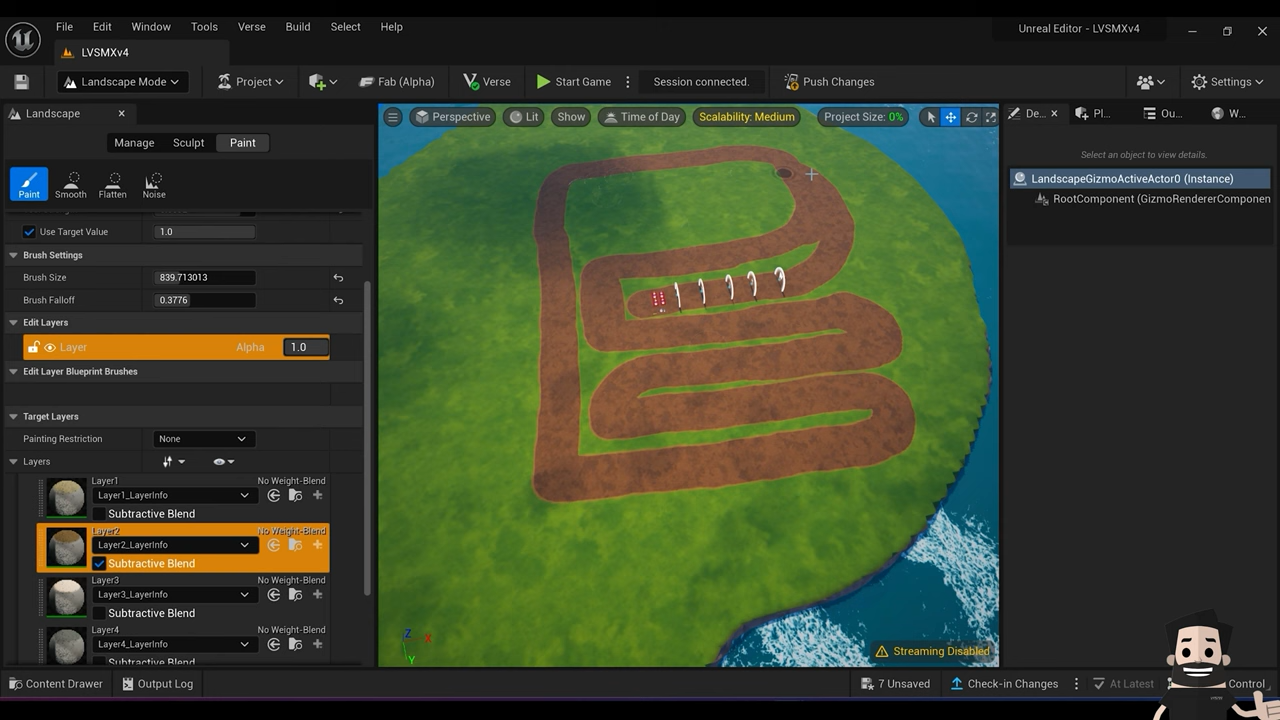 File Edit Window Tools Verse Build Select Help
Unreal Editor - LVSMXv4
LVSMXv4
Landscape Mode
Project
Fab (Alpha)
Verse
Start Game
Session connected.
Push Changes
Settings
Landscape
Manage Sculpt Paint
Paint Smooth Flatten Noise
Use Target Value 1.0
Brush Settings
Brush Size 839.713013
Brush Falloff 0.3776
Edit Layers
Layer Alpha 1.0
Edit Layer Blueprint Brushes
Target Layers
Painting Restriction None
Layers
Layer1 No Weight-Blend
Layer1_LayerInfo
Subtractive Blend
Layer2 No Weight-Blend
Layer2_LayerInfo
Subtractive Blend
Layer3 No Weight-Blend
Layer3_LayerInfo
Subtractive Blend
Layer4 No Weight-Blend
Layer4_LayerInfo
Subtractive Blend
Perspective Lit Show Time of Day Scalability: Medium Project Size: 0%
Z X
Y
Streaming Disabled
De... Pl... Ou... W...
Select an object to view details.
LandscapeGizmoActiveActor0 (Instance)
RootComponent (GizmoRendererComponen
Content Drawer Output Log
7 Unsaved Check-in Changes At Latest Control